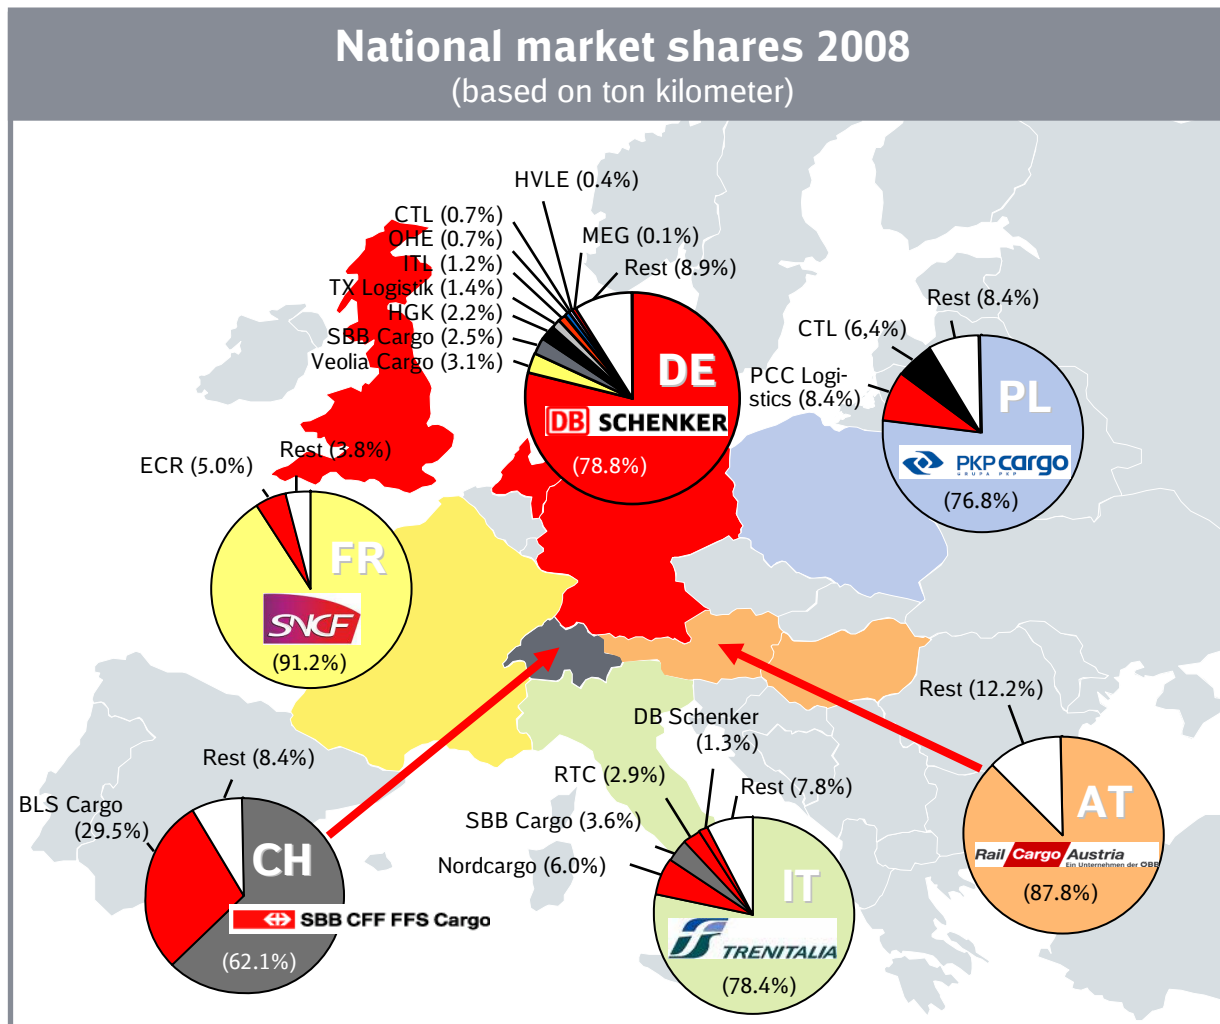 National market shares 2008
(based on ton kilometer)
HVLE (0.4%)
CTL (0.7%)
OHE (0.7%)
ITL (1.2%)
TX Logistik (1.4%)
HGK (2.2%)
SBB Cargo (2.5%)
Veolia Cargo (3.1%)
MEG (0.1%)
Rest (8.9%)
DE
DB SCHENKER
(78.8%)
Rest (8.4%)
CTL (6,4%)
PCC Logi-
stics (8.4%)
PL
PKP cargo
GRUPA PKP
(76.8%)
Rest (3.8%)
ECR (5.0%)
FR
SNCF
(91.2%)
Rest (8.4%)
BLS Cargo
(29.5%)
CH
SBB CFF FFS Cargo
(62.1%)
DB Schenker
(1.3%)
RTC (2.9%)
Rest (7.8%)
SBB Cargo (3.6%)
Nordcargo (6.0%)
IT
TRENITALIA
(78.4%)
Rest (12.2%)
AT
Rail Cargo Austria
Ein Unternehmen der ÖBB
(87.8%)